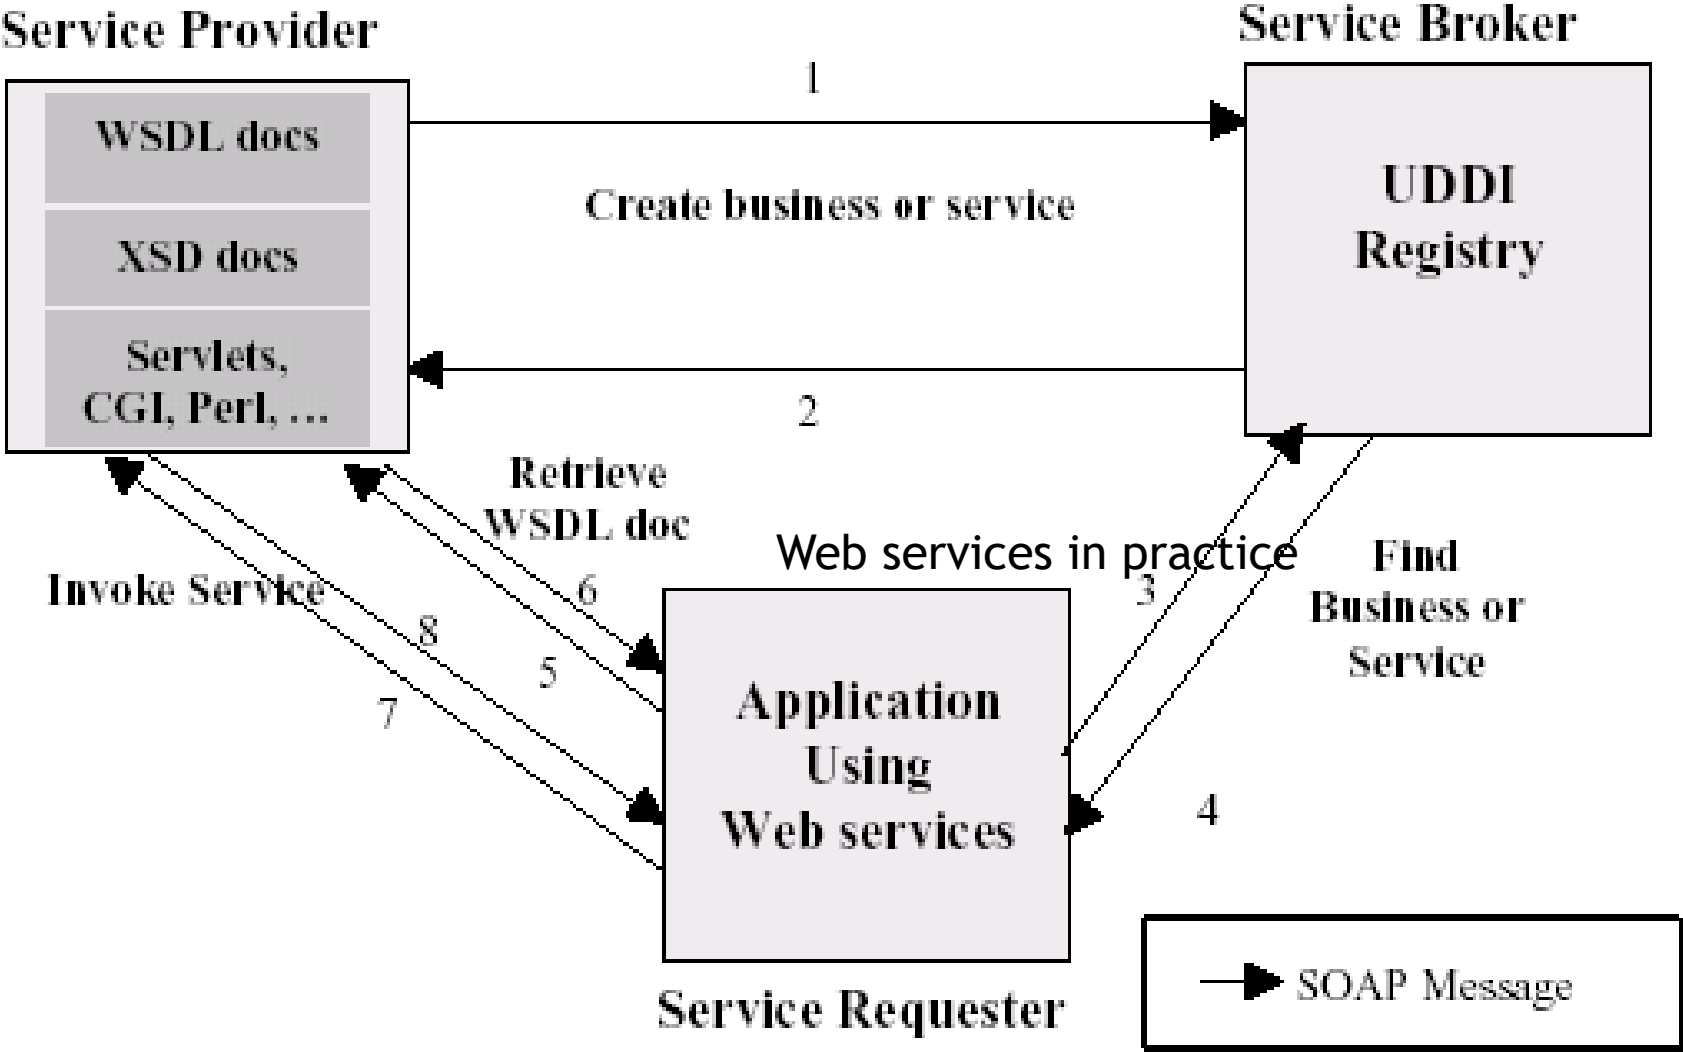 Service Provider
Service Broker
WSDL docs
XSD docs
Servlets,
CGI, Perl, ...
1
Create business or service
2
UDDI
Registry
Retrieve
WSDL doc
Web services in practice
Find
Business or
Service
Invoke Service
6
3
8
5
7
4
Application
Using
Web services
Service Requester
SOAP Message